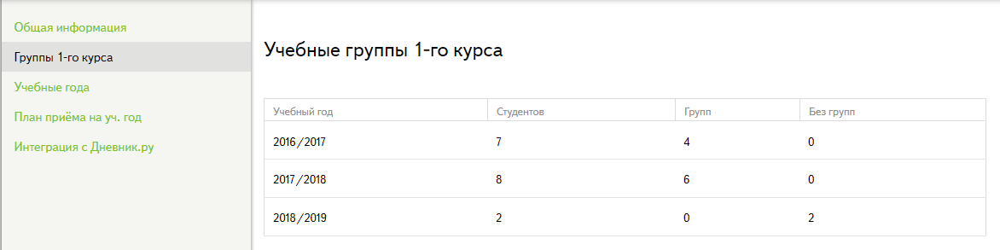 Общая информация
Группы 1-го курса
Учебные года
План приёма на уч. год
Интеграция с Дневник.ру
Учебные группы 1-го курса
Учебный год Студентов Групп Без групп
2016/2017 7 4 0
2017/2018 8 6 0
2018/2019 2 0 2